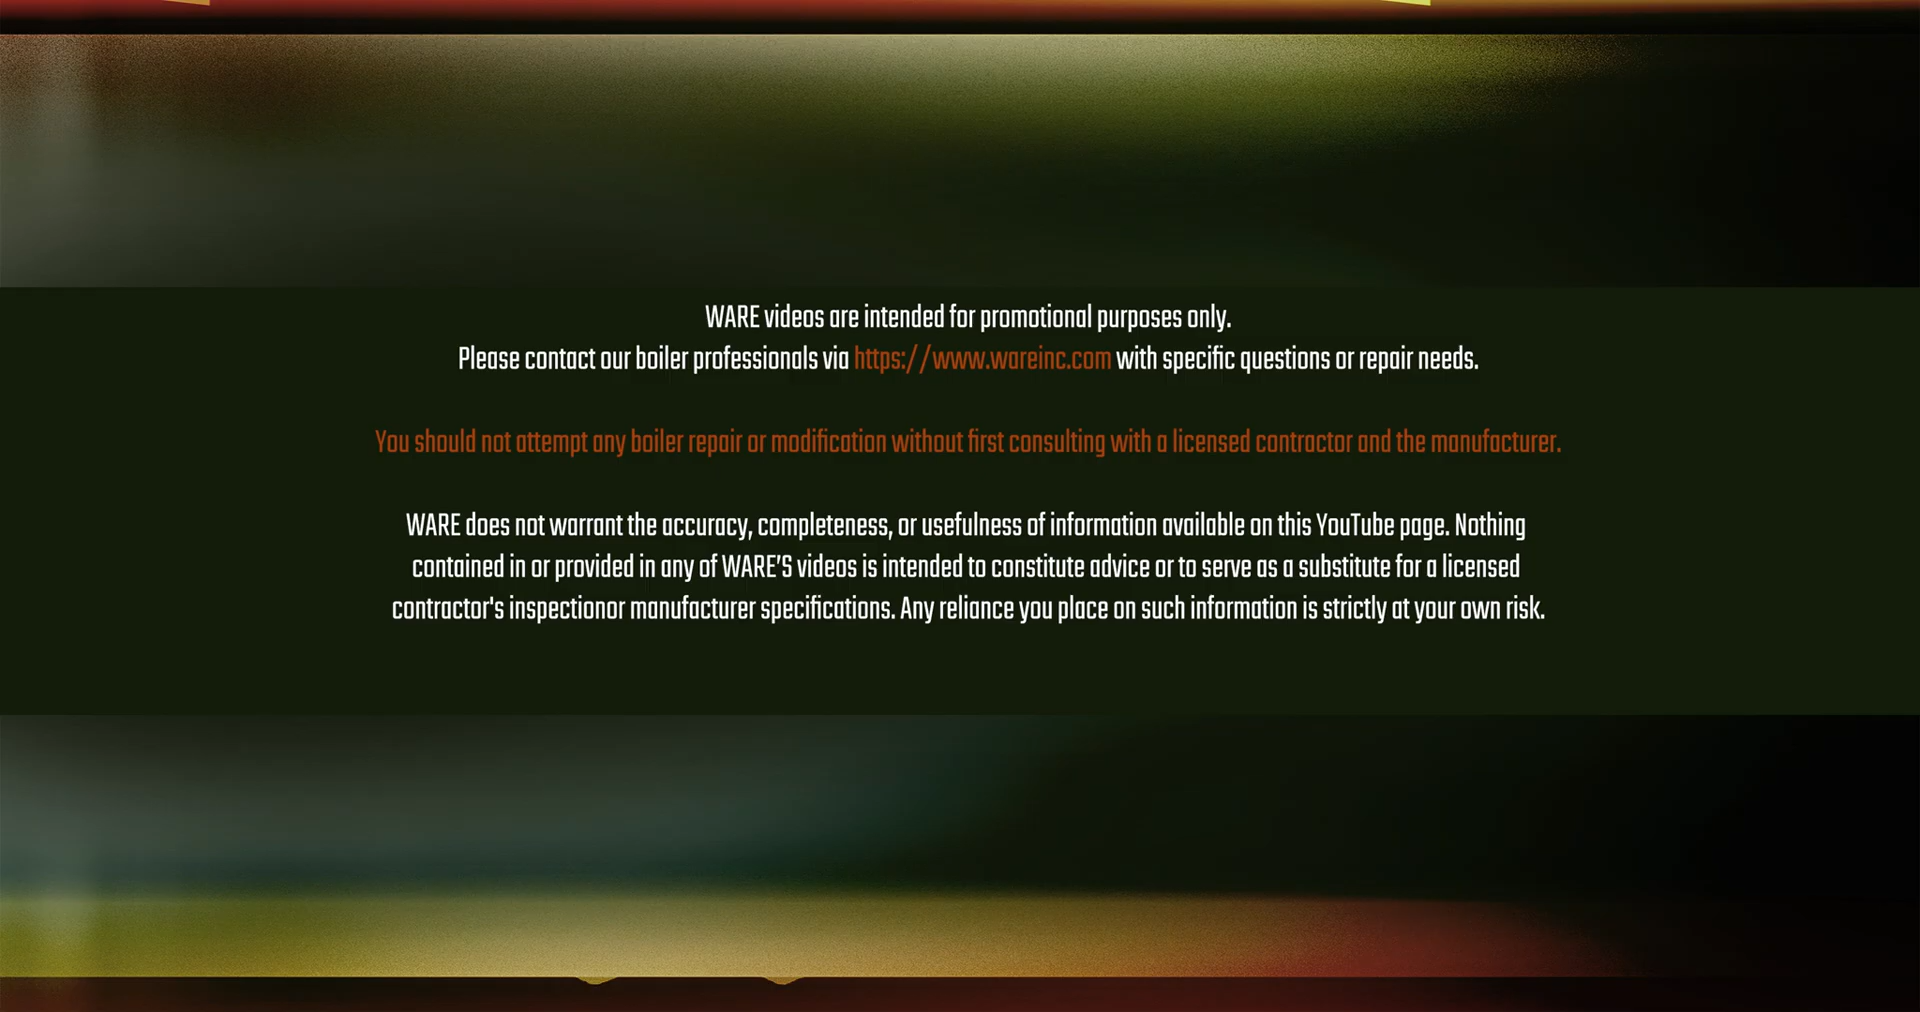 WARE videos are intended for promotional purposes only.
Please contact our boiler professionals via https://www.wareinc.com with specific questions or repair needs.
You should not attempt any boiler repair or modification without first consulting with a licensed contractor and the manufacturer.
WARE does not warrant the accuracy, completeness, or usefulness of information available on this YouTube page. Nothing
contained in or provided in any of WARE'S videos is intended to constitute advice or to serve as a substitute for a licensed
contractor's inspectionor manufacturer specifications. Any reliance you place on such information is strictly at your own risk.